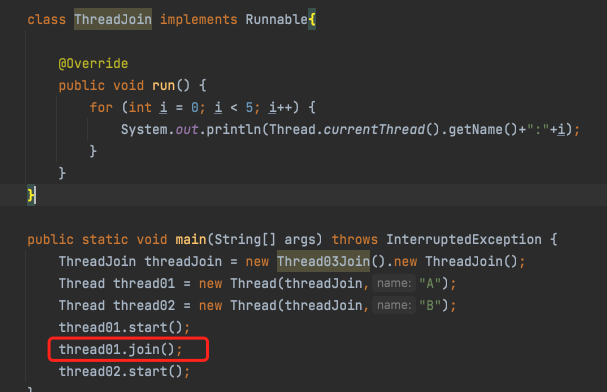 class ThreadJoin implements Runnable{
@Override
public void run() {
for (int i = 0; i < 5; i++) {
System.out.println(Thread.currentThread().getName()+":"+i);
}
}
}
public static void main(String[] args) throws InterruptedException {
ThreadJoin threadJoin = new Thread03Join().new ThreadJoin();
Thread thread01 = new Thread(threadJoin, name: "A");
Thread thread02 = new Thread(threadJoin, name: "B");
thread01.start();
thread01.join();
thread02.start();
}